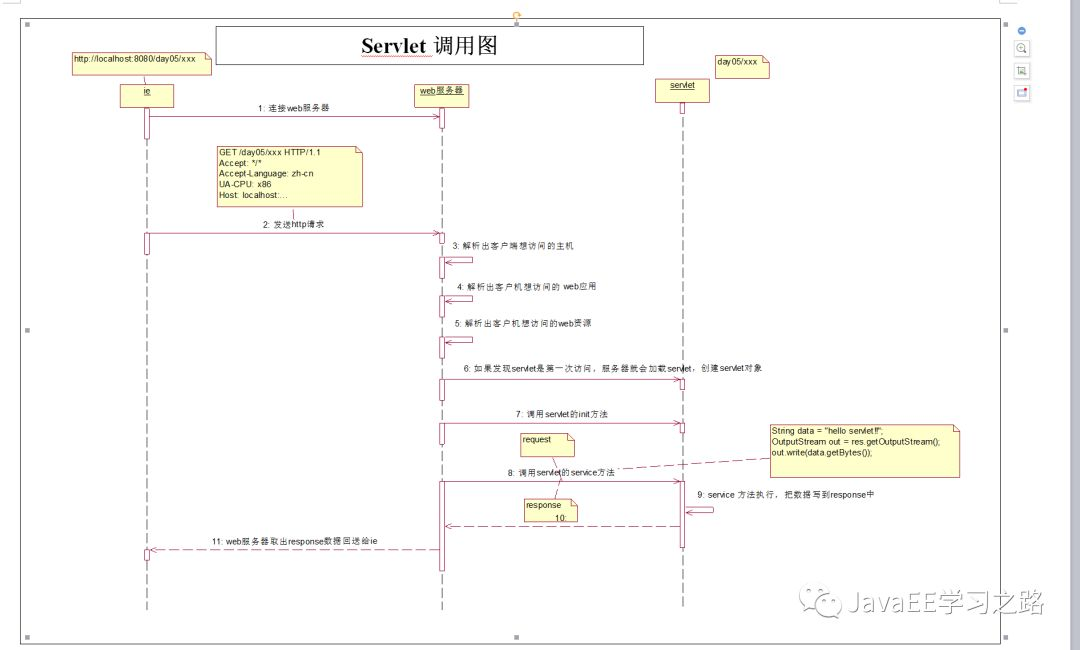 Servlet 调用图
http://localhost:8080/day05/xxx
day05/xxx
ie
web服务器
servlet
1: 连接web服务器
GET /day05/xxx HTTP/1.1
Accept: */*
Accept-Language: zh-cn
UA-CPU: x86
Host: localhost:...
2: 发送http请求
3: 解析出客户端想访问的主机
4: 解析出客户机想访问的 web应用
5: 解析出客户机想访问的web资源
6: 如果发现servlet是第一次访问，服务器就会加载servlet，创建servlet对象
7: 调用servlet的init方法
String data = "hello servlet!!";
OutputStream out = res.getOutputStream();
out.write(data.getBytes());
request
8: 调用servlet的service方法
9: service 方法执行，把数据写到response中
response
10:
11: web服务器取出response数据回送给ie
JavaEE学习之路